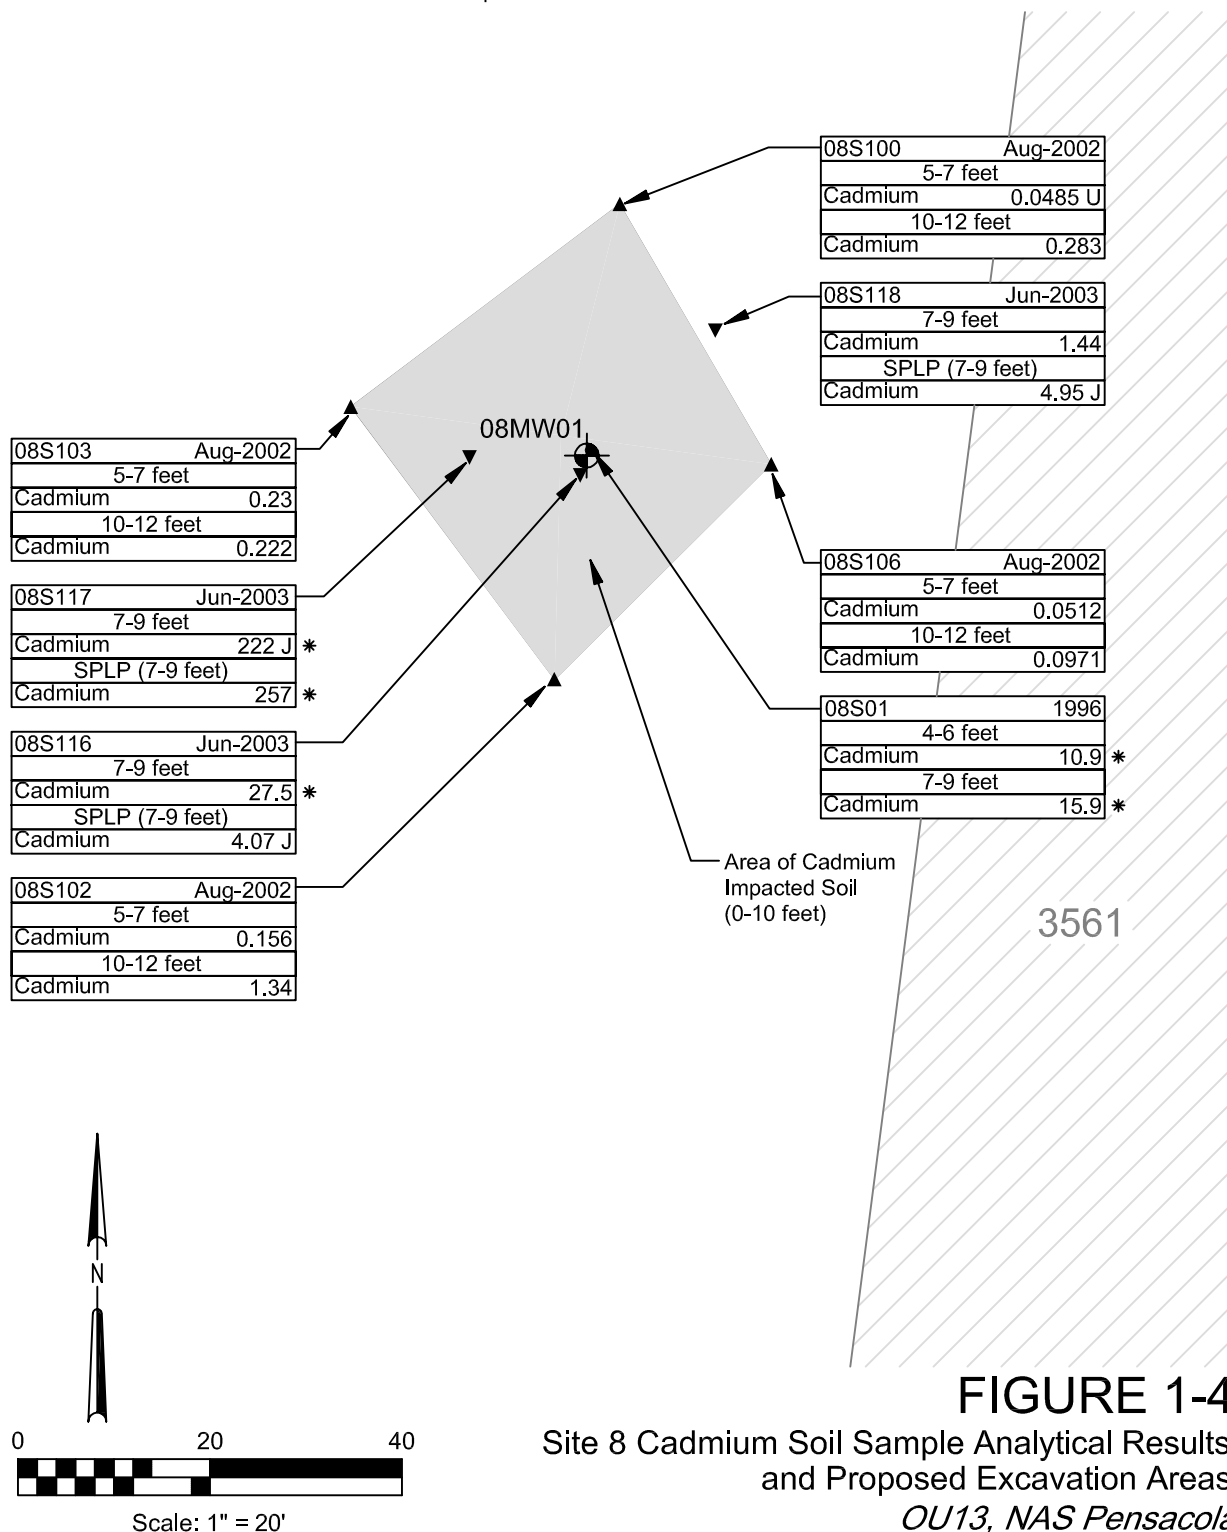 08S100 Aug-2002
5-7 feet
Cadmium 0.0485 U
10-12 feet
Cadmium 0.283
08S118 Jun-2003
7-9 feet
Cadmium 1.44
SPLP (7-9 feet)
Cadmium 4.95 J
08MW01
08S103 Aug-2002
5-7 feet
Cadmium 0.23
10-12 feet
Cadmium 0.222
08S117 Jun-2003
7-9 feet
Cadmium 222 J *
SPLP (7-9 feet)
Cadmium 257 *
08S116 Jun-2003
7-9 feet
Cadmium 27.5 *
SPLP (7-9 feet)
Cadmium 4.07 J
08S102 Aug-2002
5-7 feet
Cadmium 0.156
10-12 feet
Cadmium 1.34
08S106 Aug-2002
5-7 feet
Cadmium 0.0512
10-12 feet
Cadmium 0.0971
08S01 1996
4-6 feet
Cadmium 10.9 *
7-9 feet
Cadmium 15.9 *
Area of Cadmium
Impacted Soil
(0-10 feet)
3561
N
0 20 40
Scale: 1" = 20'
FIGURE 1-4
Site 8 Cadmium Soil Sample Analytical Results
and Proposed Excavation Areas
OU13, NAS Pensacola